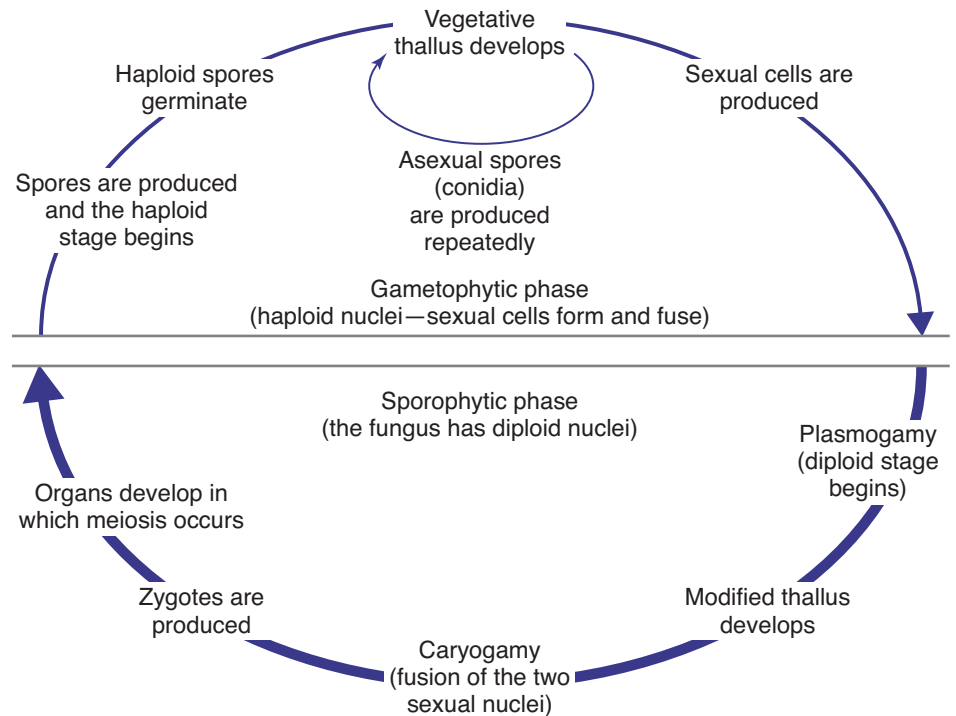 Vegetative
thallus develops
Haploid spores
germinate
Sexual cells are
produced
Asexual spores
(conidia)
are produced
repeatedly
Spores are produced
and the haploid
stage begins
Gametophytic phase
(haploid nuclei—sexual cells form and fuse)
Sporophytic phase
(the fungus has diploid nuclei)
Plasmogamy
(diploid stage
begins)
Organs develop in
which meiosis occurs
Zygotes are
produced
Modified thallus
develops
Caryogamy
(fusion of the two
sexual nuclei)